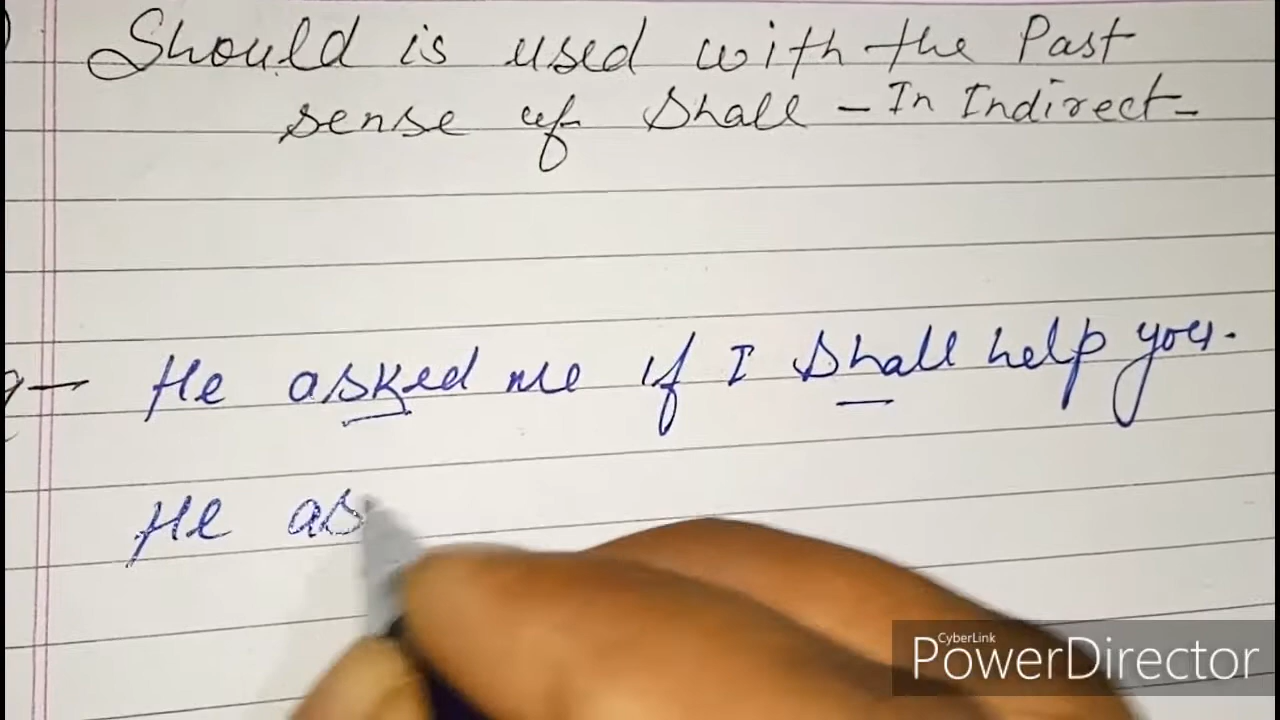 Should is used with the Past
sense of Shall - In Indirect -
He asked me if I Shall help you.
He as
CyberLink
PowerDirector